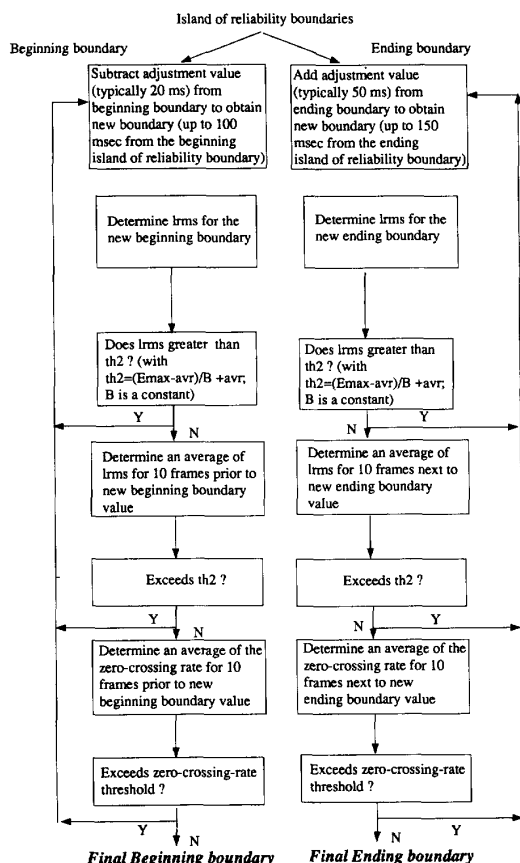 Island of reliability boundaries
Beginning boundary
Subtract adjustment value
(typically 20 ms) from
beginning boundary to obtain
new boundary (up to 100
msec from the beginning
island of reliability boundary)
Determine lrms for the
new beginning boundary
Does lrms greater than
th2 ? (with
th2=(Emax-avr)/B +avr;
B is a constant)
Y
N
Determine an average of
lrms for 10 frames prior to
new beginning boundary
value
Exceeds th2 ?
Y
N
Determine an average of the
zero-crossing rate for 10
frames prior to new
beginning boundary value
Exceeds zero-crossing-rate
threshold ?
Y
N
Final Beginning boundary
Ending boundary
Add adjustment value
(typically 50 ms) from
ending boundary to obtain
new boundary (up to 150
msec from the ending
island of reliability boundary)
Determine lrms for the
new ending boundary
Does lrms greater than
th2 ? (with
th2=(Emax-avr)/B +avr;
B is a constant)
N
Y
Determine an average of
lrms for 10 frames next to
new ending boundary
value
Exceeds th2 ?
Y
N
Determine an average of the
zero-crossing rate for 10
frames next to new
ending boundary value
Exceeds zero-crossing-rate
threshold ?
Y
N
Final Ending boundary